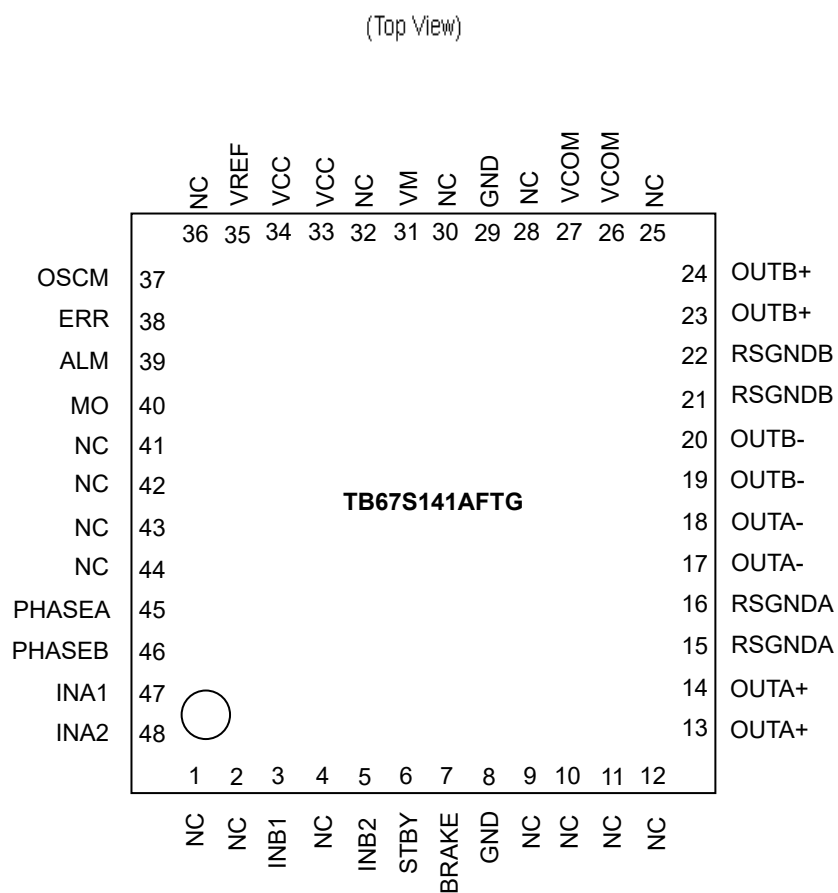 (Top View)
NC VREF VCC VCC NC VM NC GND NC VCOM VCOM NC
36 35 34 33 32 31 30 29 28 27 26 25
OSCM 37 24 OUTB+
ERR 38 23 OUTB+
ALM 39 22 RSGNDB
MO 40 21 RSGNDB
NC 41 20 OUTB-
NC 42 19 OUTB-
TB67S141AFTG
NC 43 18 OUTA-
NC 44 17 OUTA-
PHASEA 45 16 RSGNDA
PHASEB 46 15 RSGNDA
INA1 47 14 OUTA+
INA2 48 13 OUTA+
1 2 3 4 5 6 7 8 9 10 11 12
NC NC INB1 NC INB2 STBY BRAKE GND NC NC NC NC